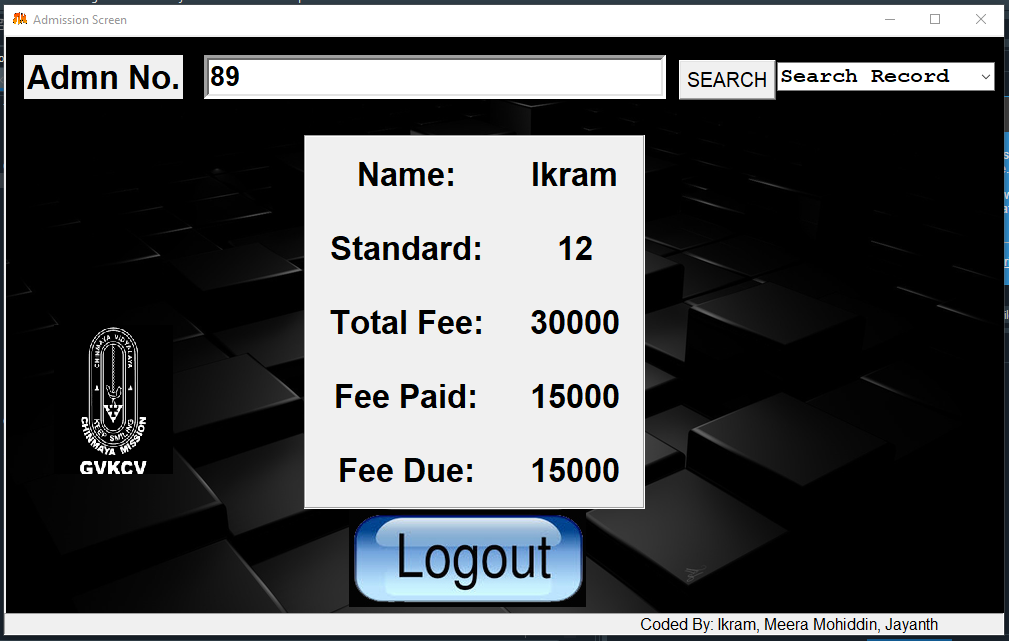 Admission Screen
Admn No. 89 SEARCH Search Record
Name: Ikram
Standard: 12
Total Fee: 30000
Fee Paid: 15000
Fee Due: 15000
CHINMAYA VIDYALAYA
KEEP SMILING
CHINMAYA MISSION
GVKCV
Logout
Coded By: Ikram, Meera Mohiddin, Jayanth